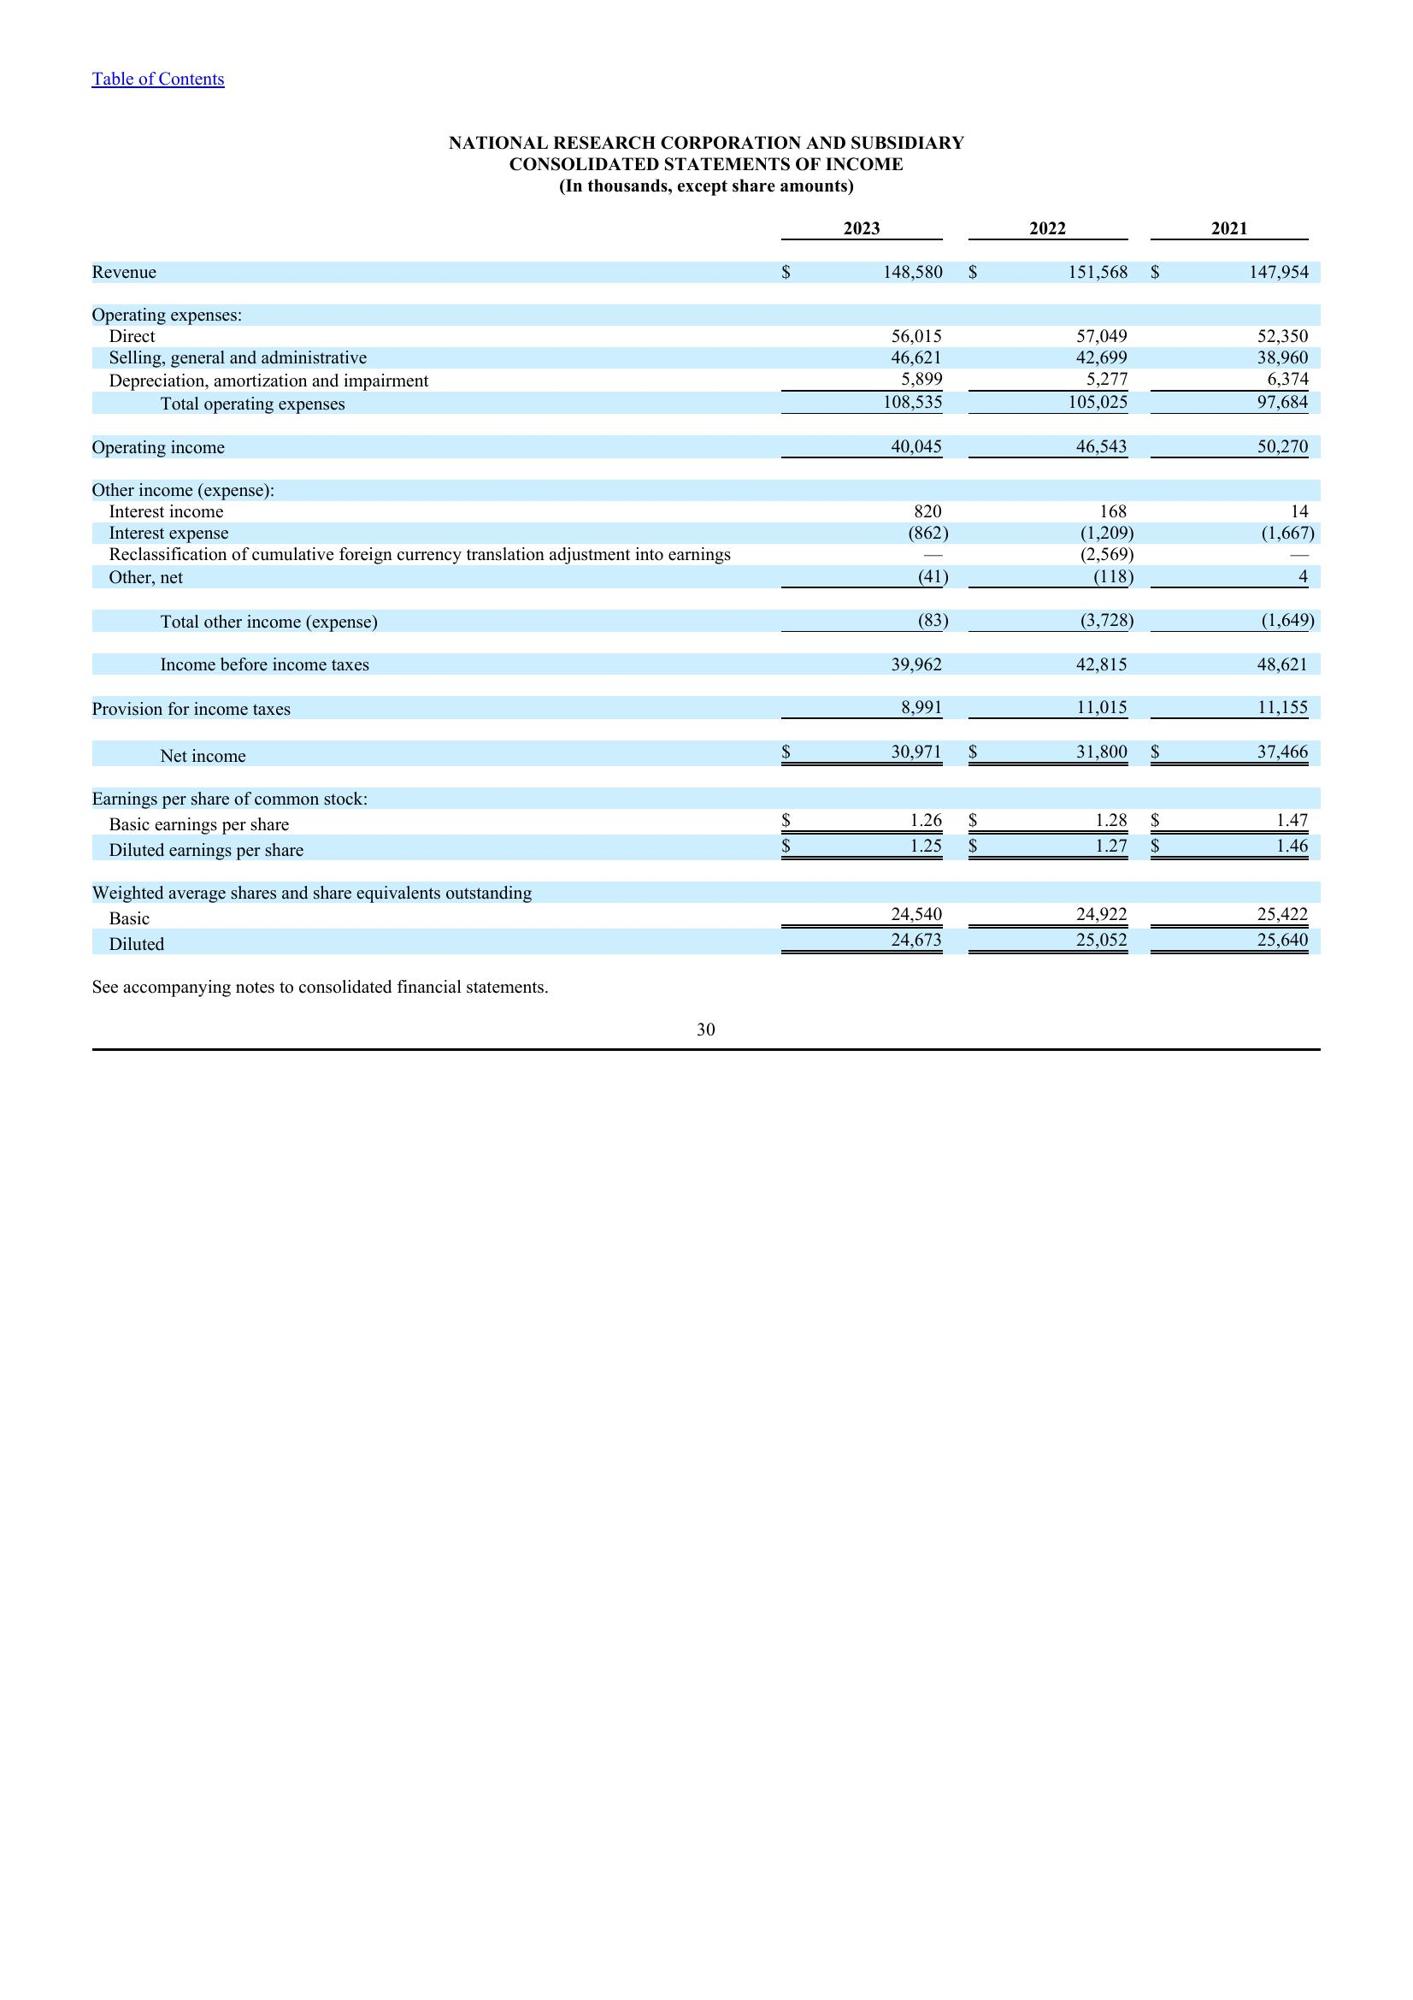 Table of Contents
NATIONAL RESEARCH CORPORATION AND SUBSIDIARY
CONSOLIDATED STATEMENTS OF INCOME
(In thousands, except share amounts)
2023 2022 2021
Revenue $ 148,580 $ 151,568 $ 147,954
Operating expenses:
Direct 56,015 57,049 52,350
Selling, general and administrative 46,621 42,699 38,960
Depreciation, amortization and impairment 5,899 5,277 6,374
Total operating expenses 108,535 105,025 97,684
Operating income 40,045 46,543 50,270
Other income (expense):
Interest income 820 168 14
Interest expense (862) (1,209) (1,667)
Reclassification of cumulative foreign currency translation adjustment into earnings — (2,569) —
Other, net (41) (118) 4
Total other income (expense) (83) (3,728) (1,649)
Income before income taxes 39,962 42,815 48,621
Provision for income taxes 8,991 11,015 11,155
Net income $ 30,971 $ 31,800 $ 37,466
Earnings per share of common stock:
Basic earnings per share $ 1.26 $ 1.28 $ 1.47
Diluted earnings per share $ 1.25 $ 1.27 $ 1.46
Weighted average shares and share equivalents outstanding
Basic 24,540 24,922 25,422
Diluted 24,673 25,052 25,640
See accompanying notes to consolidated financial statements.
30